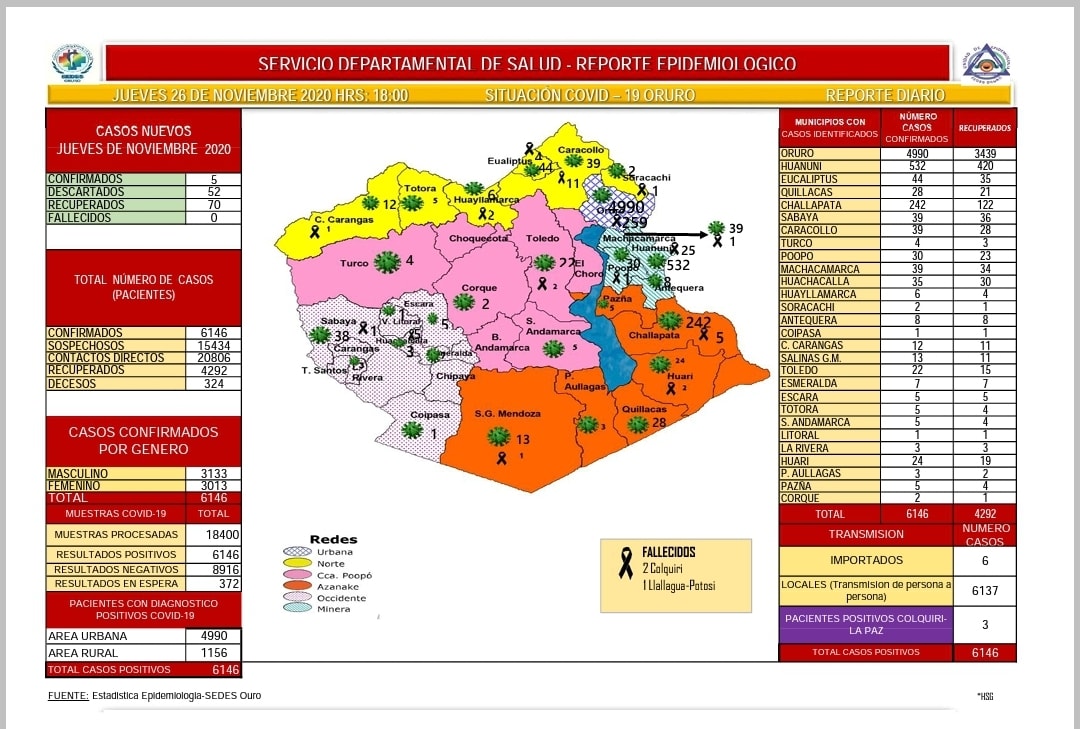 SERVICIO DEPARTAMENTAL DE SALUD - REPORTE EPIDEMIOLOGICO
JUEVES 26 DE NOVIEMBRE 2020 HRS: 18:00 SITUACIÒN COVID – 19 ORURO REPORTE DIARIO
CASOS NUEVOS
JUEVES DE NOVIEMBRE 2020
CONFIRMADOS 5
DESCARTADOS 52
RECUPERADOS 70
FALLECIDOS 0
TOTAL NÚMERO DE CASOS
(PACIENTES)
CONFIRMADOS 6146
SOSPECHOSOS 15434
CONTACTOS DIRECTOS 20806
RECUPERADOS 4292
DECESOS 324
CASOS CONFIRMADOS
POR GENERO
MASCULINO 3133
FEMENINO 3013
TOTAL 6146
MUESTRAS COVID-19 TOTAL
MUESTRAS PROCESADAS 18400
RESULTADOS POSITIVOS 6146
RESULTADOS NEGATIVOS 8916
RESULTADOS EN ESPERA 372
PACIENTES CON DIAGNOSTICO
POSITIVOS COVID-19
AREA URBANA 4990
AREA RURAL 1156
TOTAL CASOS POSITIVOS 6146
Caracollo
39
11
Eualiptus
4
44
2
Soracachi
1
Totora
5
12
Huayllamarca
6
2
C. Carangas
1
4990
259
39
1
Choquecota
Toledo
22
2
Machacamarca
Huanuni
25
532
El
Choro
Poopo
30
1
8
Antequera
Turco
4
Corque
2
Pazña
5
Escara
Sabaya
1
38
V. Litoral
5
Carangas
3
T. Santos
Rivera
Chipaya
S.
Andamarca
5
B.
Andamarca
242
Challapata
5
24
Huari
2
P.
Aullagas
3
Quillacas
28
Coipasa
1
S.G. Mendoza
13
1
Redes
Urbana
Norte
Cca. Poopó
Azanake
Occidente
Minera
FALLECIDOS
2 Colquiri
1 Llallagua-Potosi
MUNICIPIOS CON
CASOS IDENTIFICADOS
NÚMERO
CASOS
CONFIRMADOS
RECUPERADOS
ORURO 4990 3439
HUANUNI 532 420
EUCALIPTUS 44 35
QUILLACAS 28 21
CHALLAPATA 242 122
SABAYA 39 36
CARACOLLO 39 28
TURCO 4 3
POOPO 30 23
MACHACAMARCA 39 34
HUACHACALLA 35 30
HUAYLLAMARCA 6 4
SORACACHI 2 1
ANTEQUERA 8 8
COIPASA 1 1
C. CARANGAS 12 11
SALINAS G.M. 13 11
TOLEDO 22 15
ESMERALDA 7 7
ESCARA 5 5
TOTORA 5 4
S. ANDAMARCA 5 4
LITORAL 1 1
LA RIVERA 3 3
HUARI 24 19
P. AULLAGAS 3 2
PAZÑA 5 4
CORQUE 2 1
TOTAL 6146 4292
TRANSMISION NUMERO
CASOS
IMPORTADOS 6
LOCALES (Transmision de persona a
persona) 6137
PACIENTES POSITIVOS COLQUIRI-
LA PAZ 3
TOTAL CASOS POSITIVOS 6146
FUENTE: Estadistica Epidemiologia-SEDES Ouro
*HSG